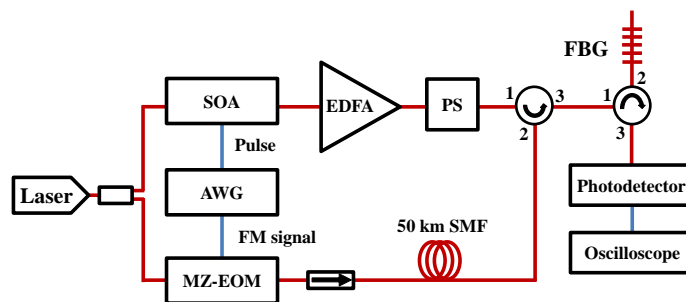 FBG
2
SOA
EDFA
PS
1
3
1
2
3
Pulse
Laser
AWG
Photodetector
FM signal
50 km SMF
Oscilloscope
MZ-EOM